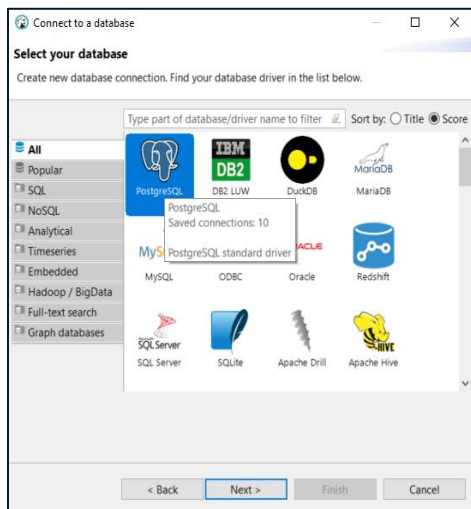 Connect to a database
Select your database
Create new database connection. Find your database driver in the list below.
Type part of database/driver name to filter
Sort by: Title Score
All
Popular
SQL
NoSQL
Analytical
Timeseries
Embedded
Hadoop / BigData
Full-text search
Graph databases
IBM
DB2
MariaDB
PostgreSQL
DB2 LUW
DuckDB
MariaDB
PostgreSQL
Saved connections: 10
PostgreSQL standard driver
MySQL
ODBC
Oracle
Redshift
SQL Server
HIVE
SQL Server
SQLite
Apache Drill
Apache Hive
< Back
Next >
Finish
Cancel